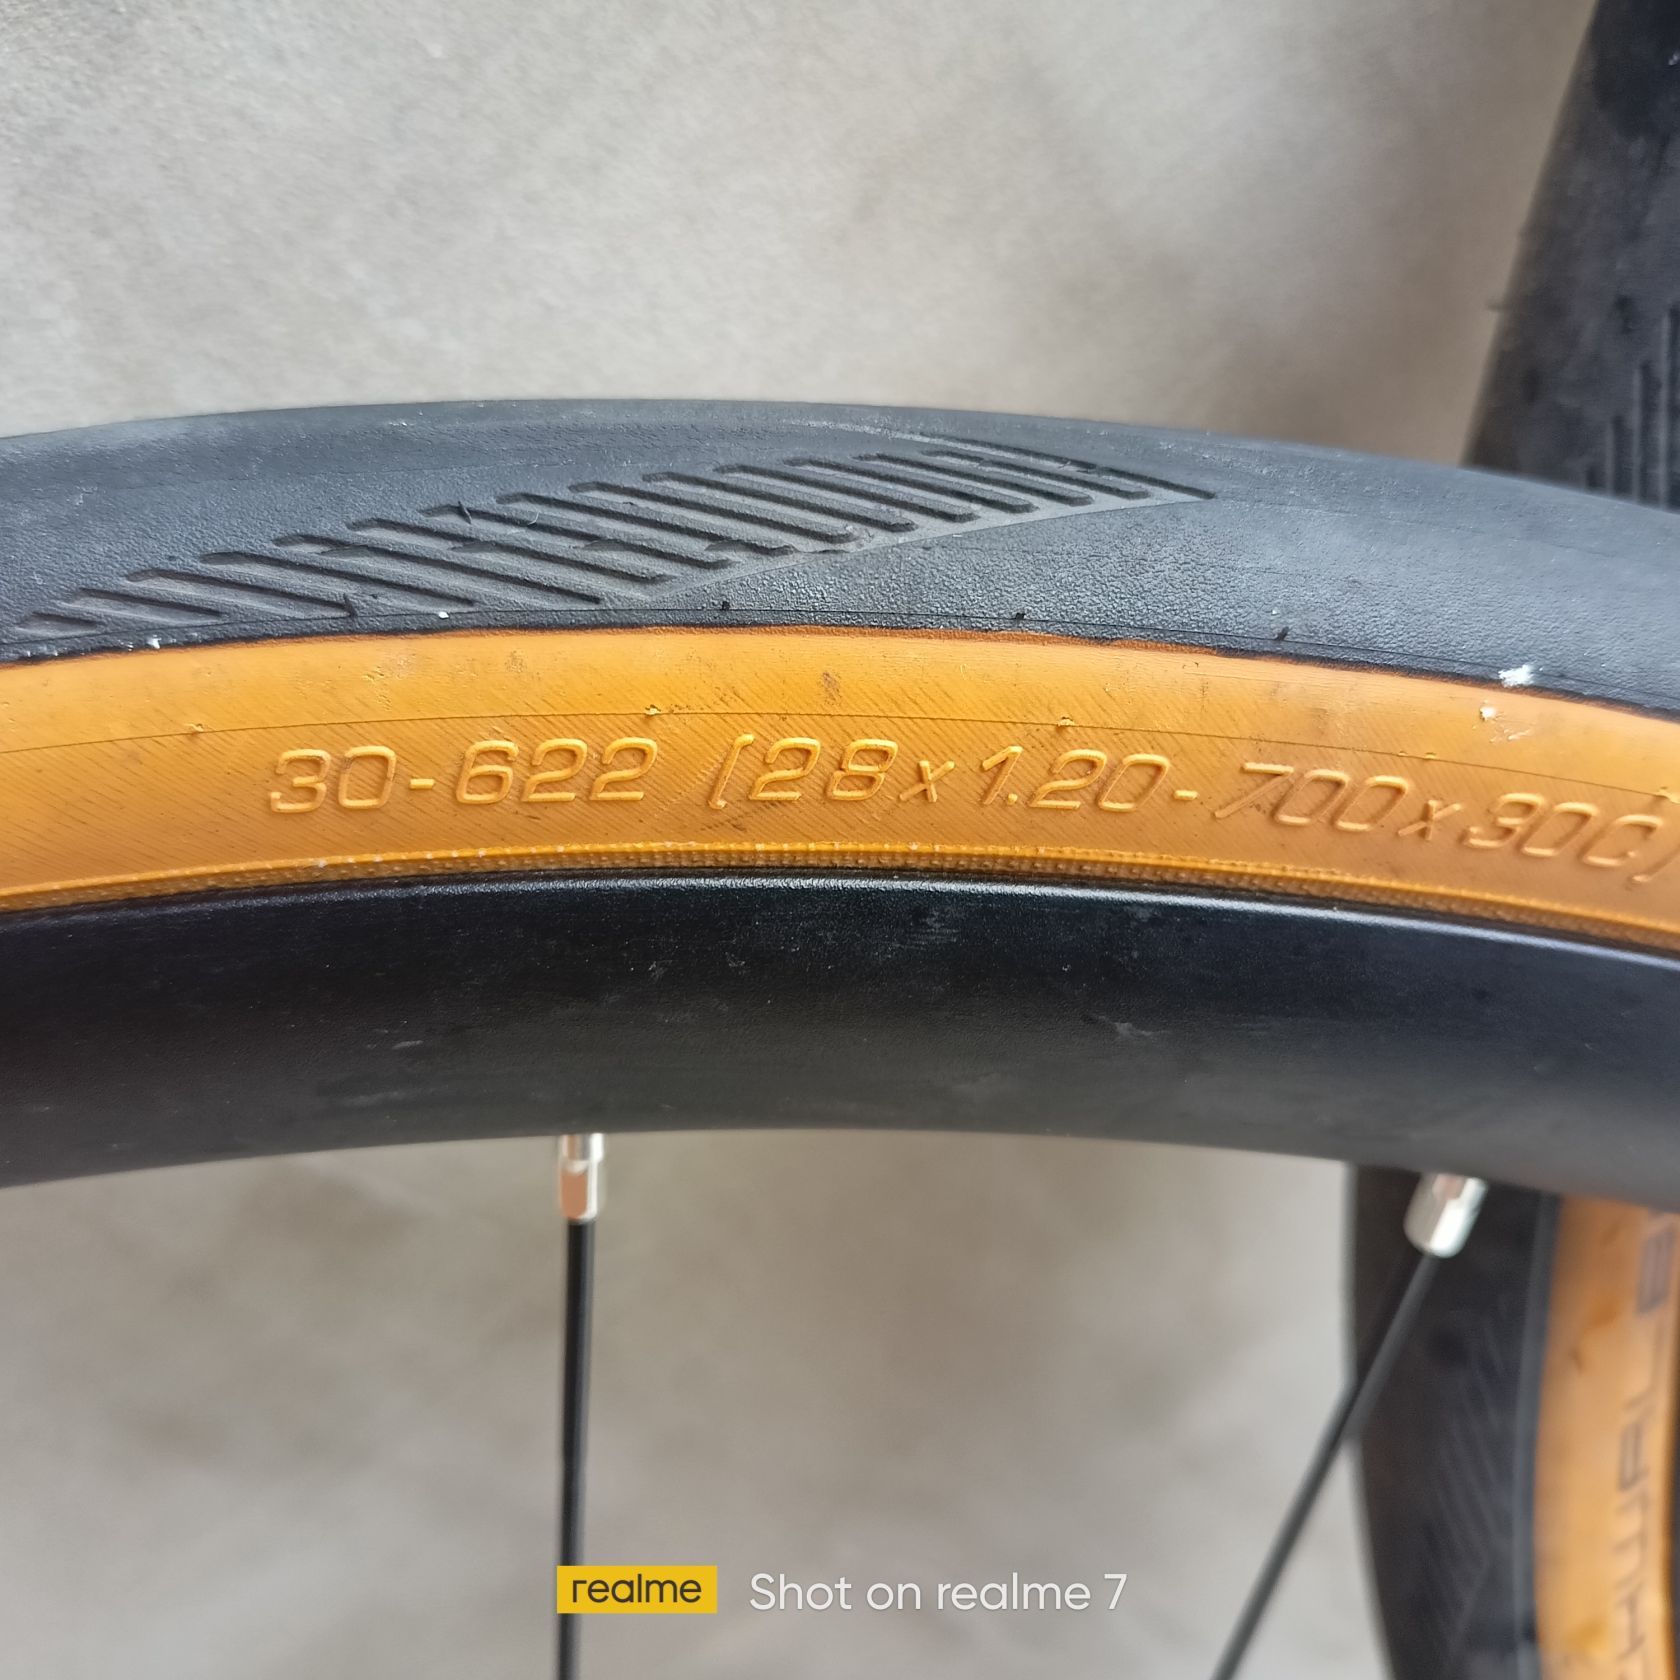 30-622 [28x1.20-700x30C]
realme Shot on realme 7